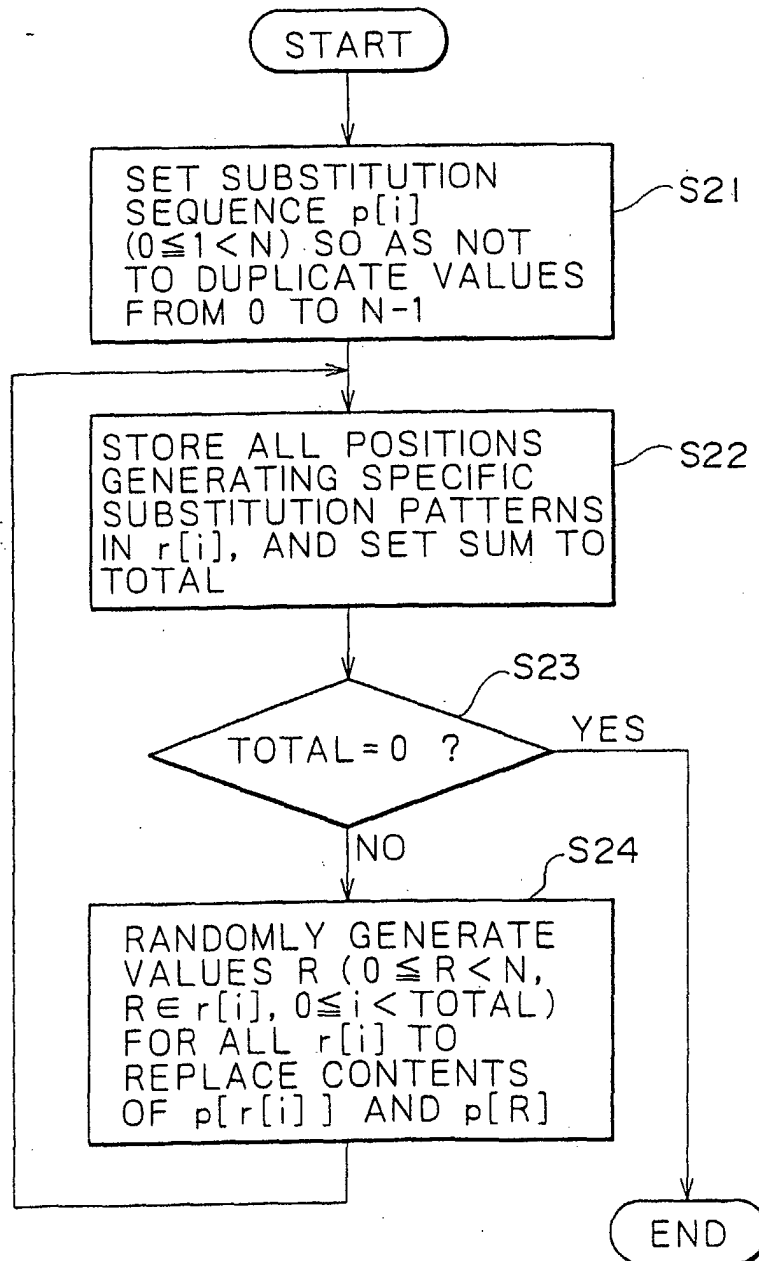 START
SET SUBSTITUTION
SEQUENCE p[i]
(0≦1<N) SO AS NOT
TO DUPLICATE VALUES
FROM 0 TO N-1
S21
STORE ALL POSITIONS
GENERATING SPECIFIC
SUBSTITUTION PATTERNS
IN r[i], AND SET SUM TO
TOTAL
S22
S23
TOTAL=0 ?
YES
NO
S24
RANDOMLY GENERATE
VALUES R (0≦R<N,
R∈r[i], 0≦i<TOTAL)
FOR ALL r[i] TO
REPLACE CONTENTS
OF p[r[i]] AND p[R]
END